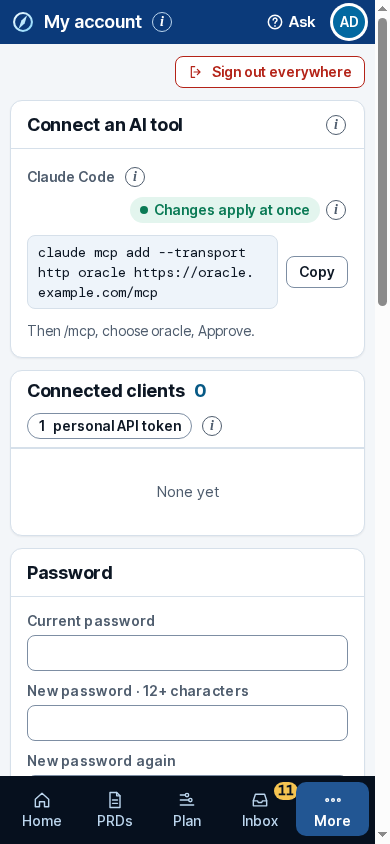 My account i Ask AD
Sign out everywhere
Connect an AI tool i
Claude Code i
Changes apply at once i
claude mcp add --transport
http oracle https://oracle.
example.com/mcp
Copy
Then /mcp, choose oracle, Approve.
Connected clients 0
1 personal API token i
None yet
Password
Current password
New password · 12+ characters
New password again
11
Home PRDs Plan Inbox More